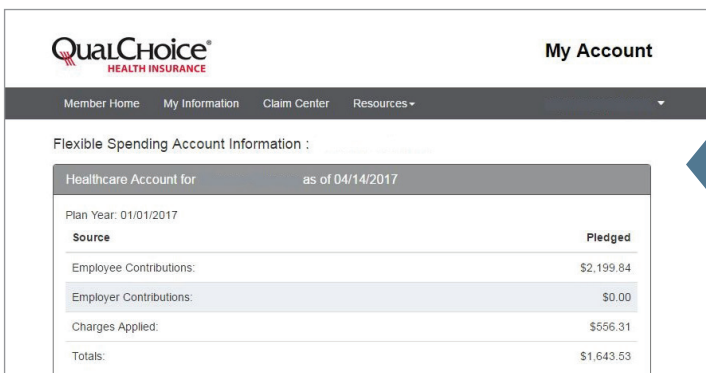 QualChoice®
HEALTH INSURANCE
My Account
Member Home My Information Claim Center Resources
Flexible Spending Account Information :
Healthcare Account for as of 04/14/2017
Plan Year: 01/01/2017
Source Pledged
Employee Contributions: $2,199.84
Employer Contributions: $0.00
Charges Applied: $556.31
Totals: $1,643.53